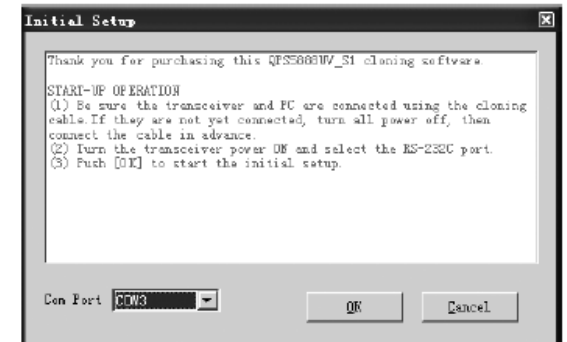 Initial Setup
Thank you for purchasing this QPS5888UV_S1 cloning software.
START-UP OPERATION
(1) Be sure the transceiver and PC are connected using the cloning
cable.If they are not yet connected, turn all power off, then
connect the cable in advance.
(2) Turn the transceiver power ON and select the RS-232C port.
(3) Push [OK] to start the initial setup.
Com Port COM3
OK Cancel